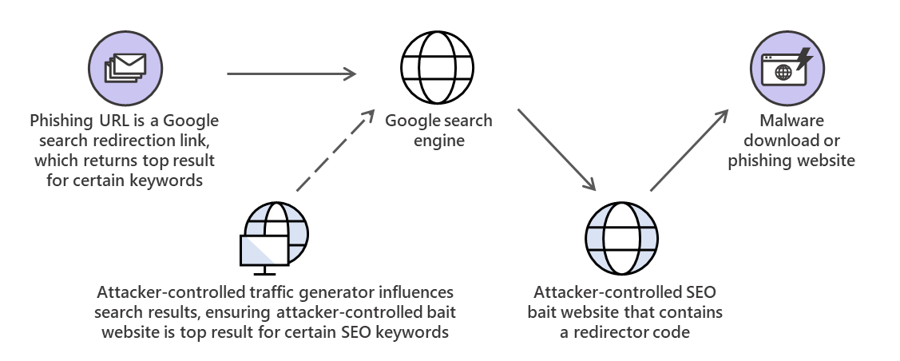 Phishing URL is a Google
search redirection link,
which returns top result
for certain keywords
Google search
engine
Malware
download or
phishing website
Attacker-controlled traffic generator influences
search results, ensuring attacker-controlled bait
website is top result for certain SEO keywords
Attacker-controlled SEO
bait website that contains
a redirector code